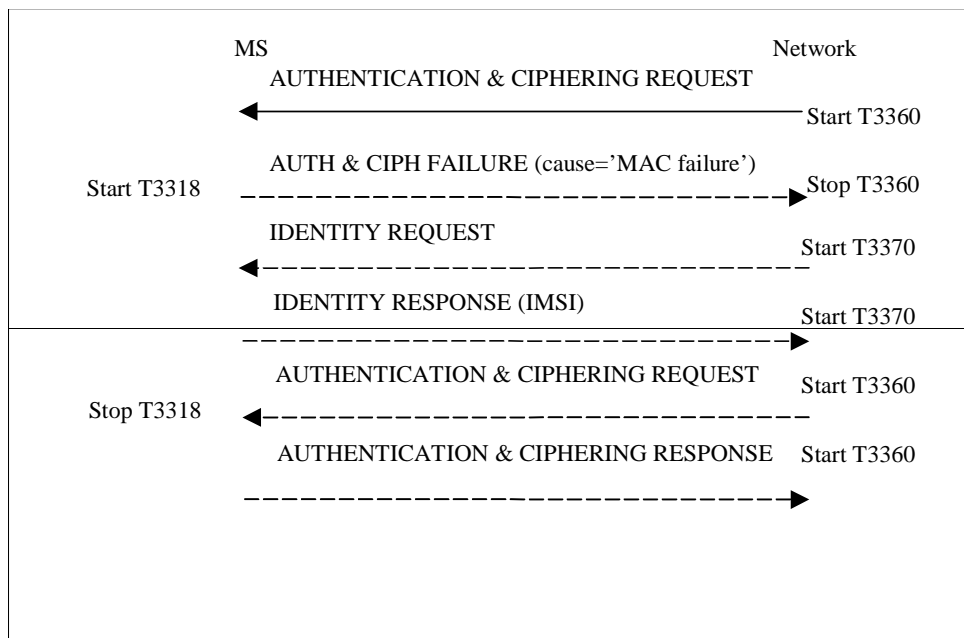 MS Network
AUTHENTICATION & CIPHERING REQUEST
Start T3360
AUTH & CIPH FAILURE (cause=’MAC failure’)
Start T3318 Stop T3360
IDENTITY REQUEST
Start T3370
IDENTITY RESPONSE (IMSI)
Start T3370
AUTHENTICATION & CIPHERING REQUEST
Stop T3318 Start T3360
AUTHENTICATION & CIPHERING RESPONSE Start T3360